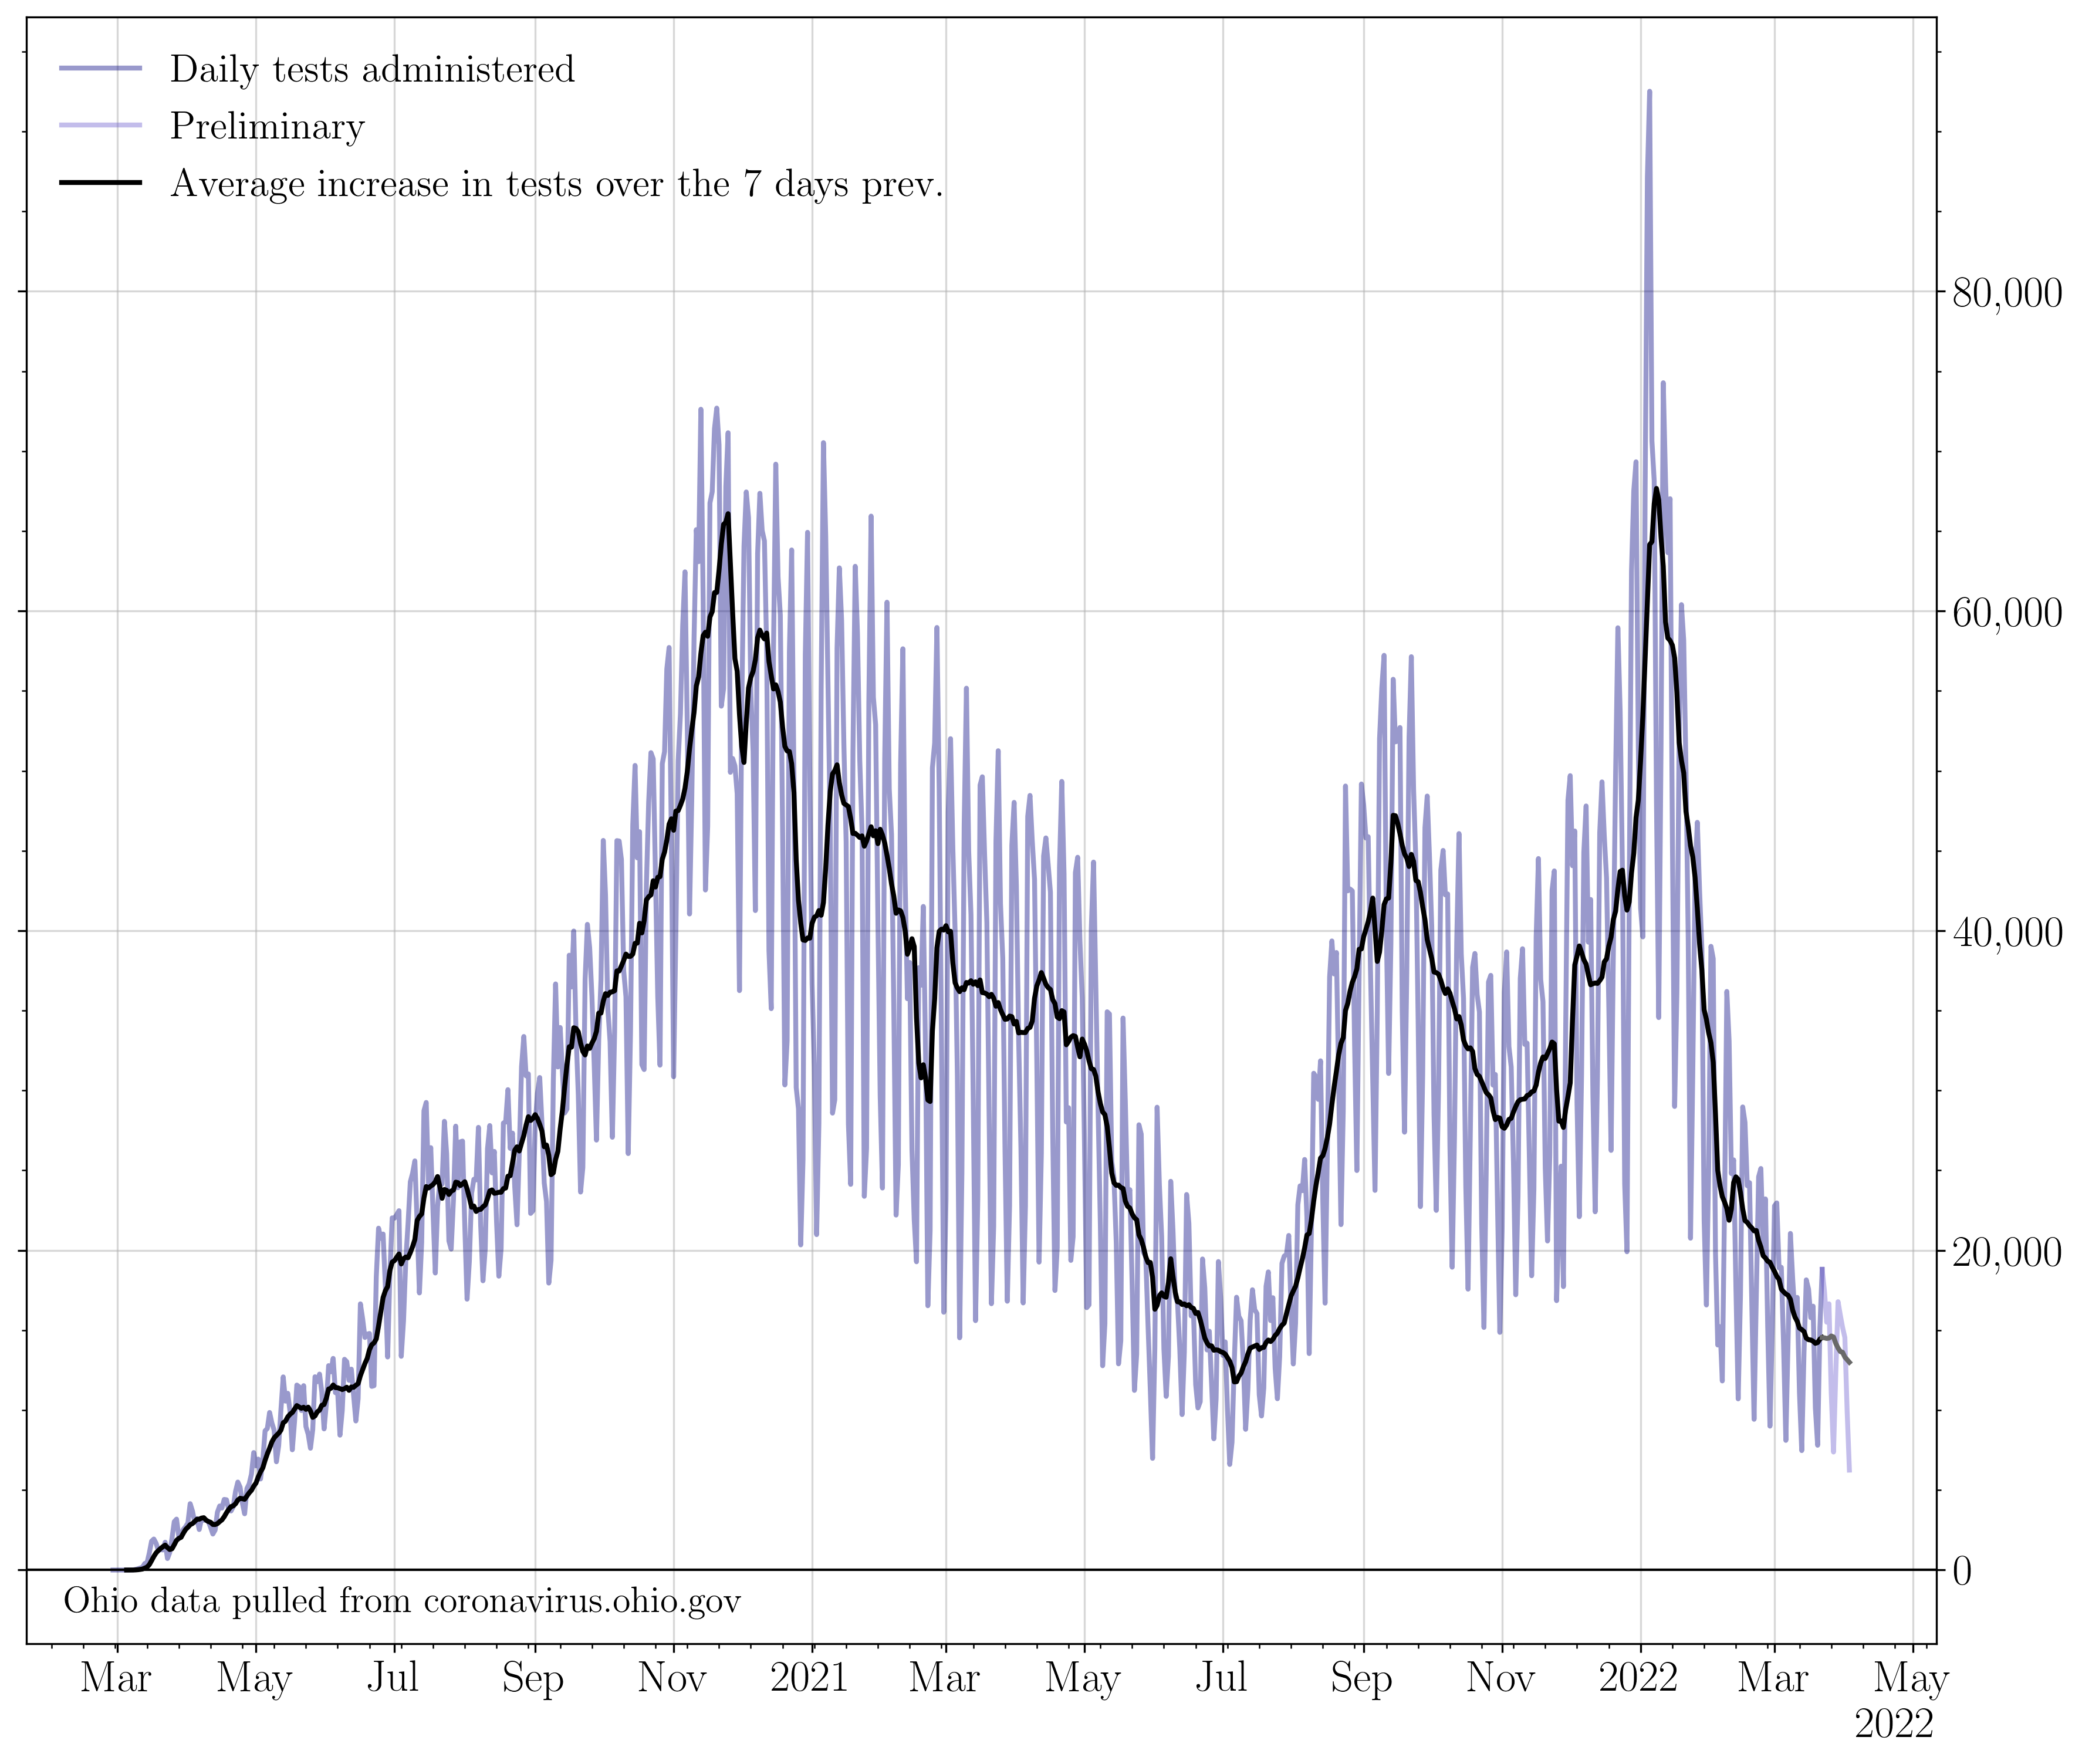 Daily tests administered
Preliminary
Average increase in tests over the 7 days prev.
80,000
60,000
40,000
20,000
0
Ohio data pulled from coronavirus.ohio.gov
Mar May Jul Sep Nov 2021 Mar May Jul Sep Nov 2022 Mar May
2022